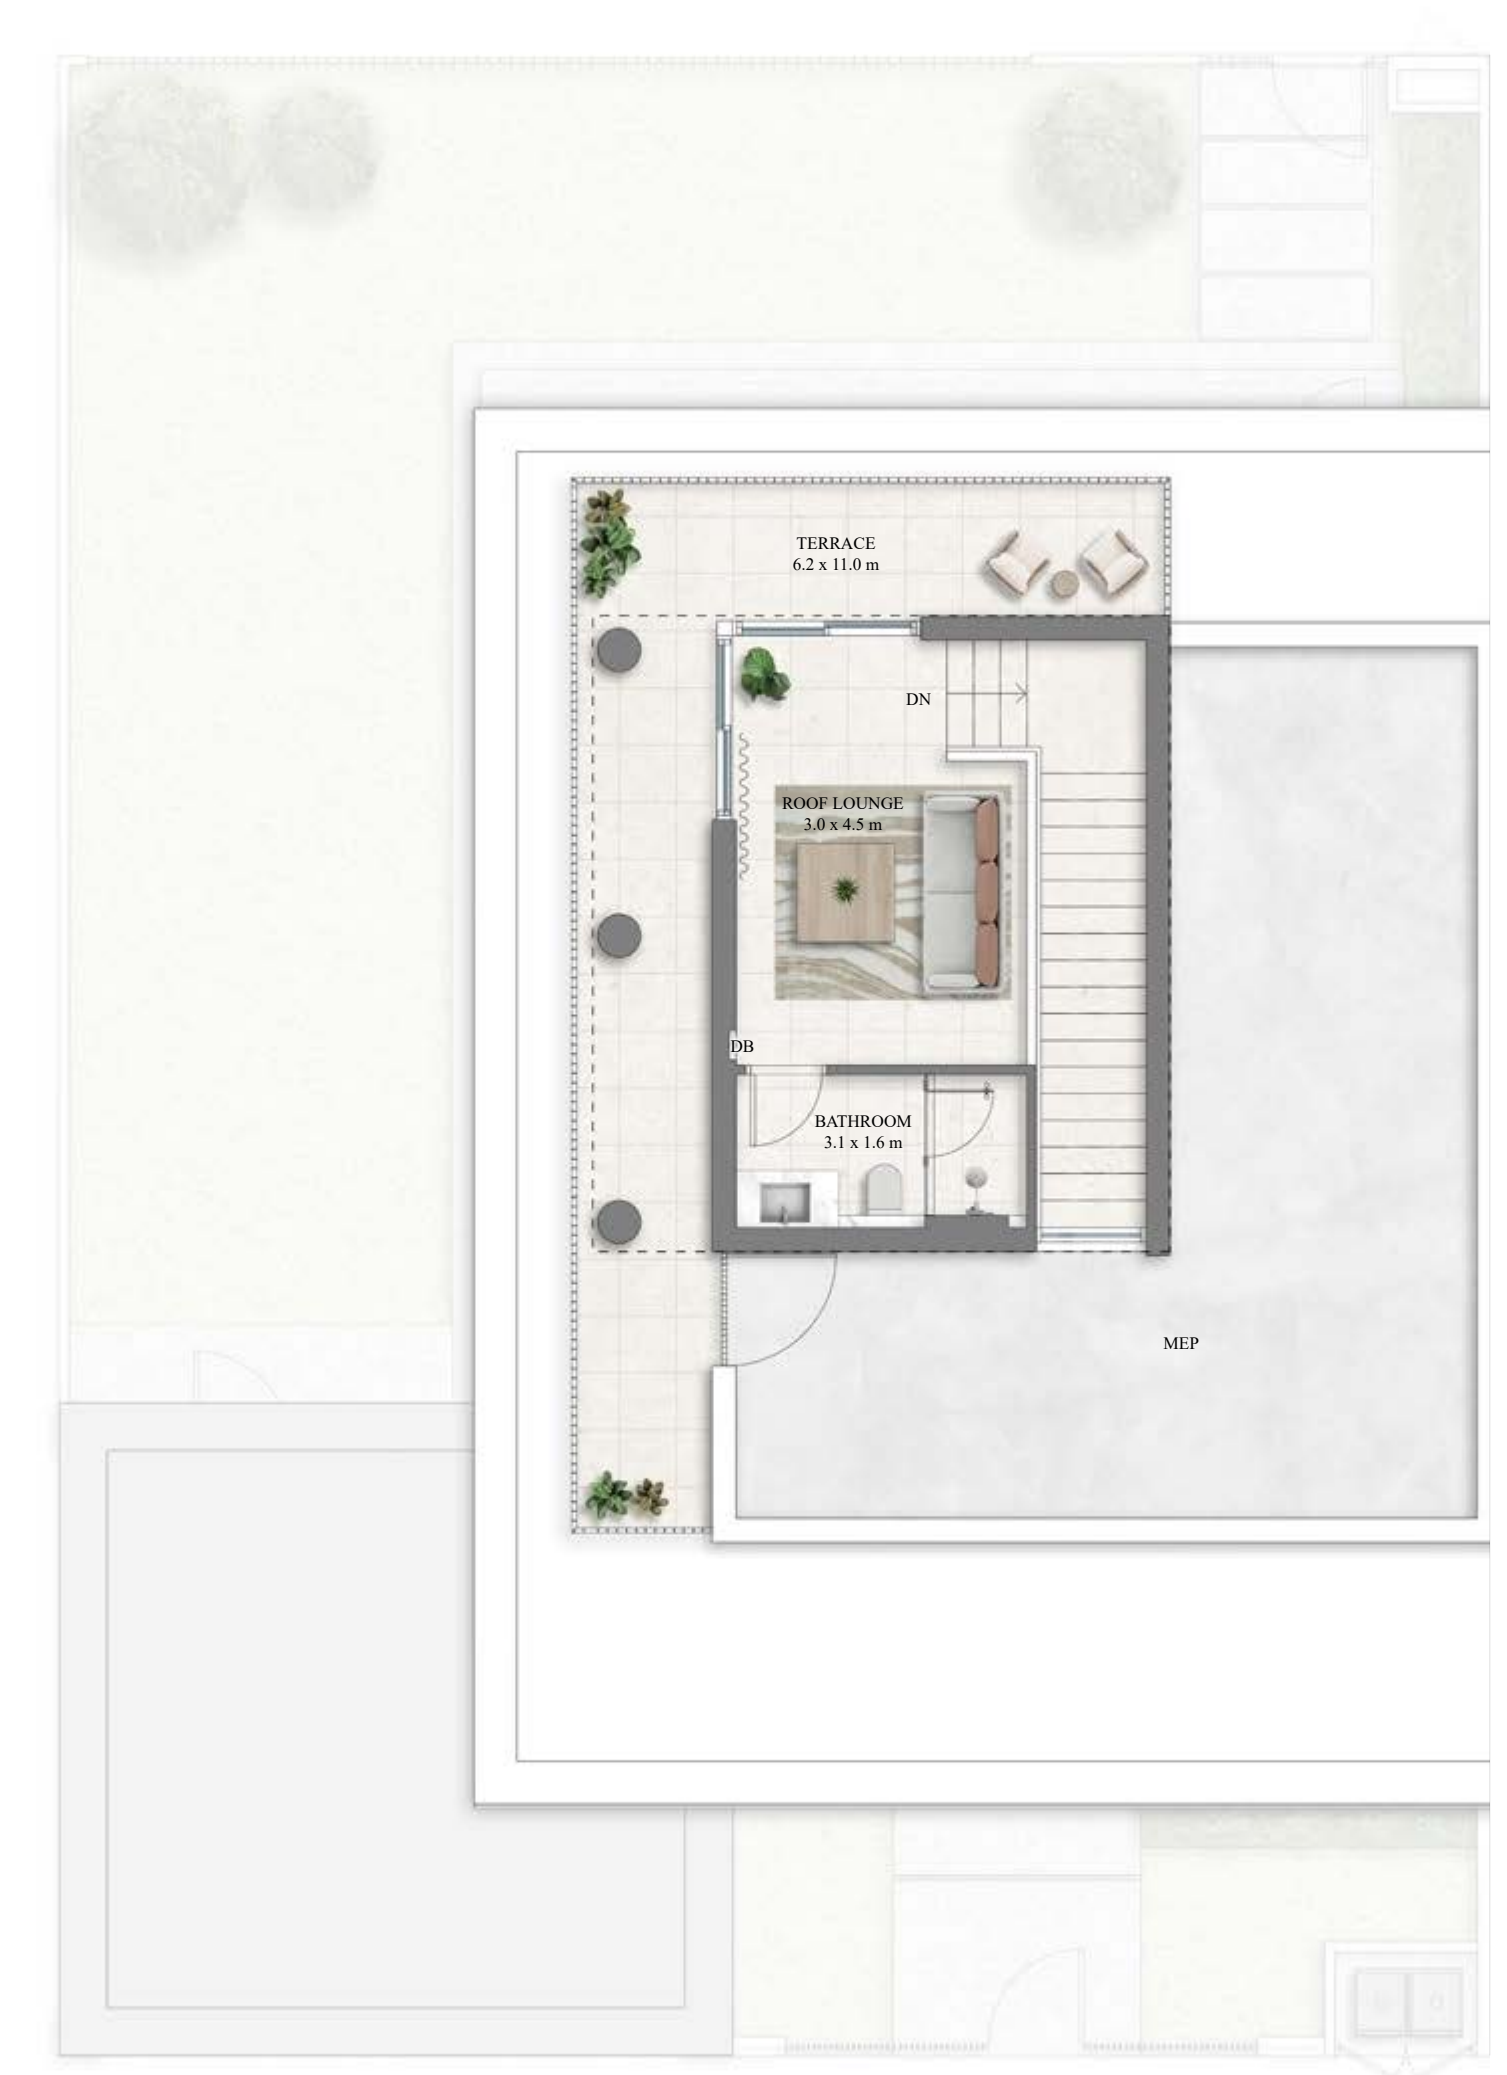 TERRACE
6.2 x 11.0 m
DN
ROOF LOUNGE
3.0 x 4.5 m
DB
BATHROOM
3.1 x 1.6 m
MEP